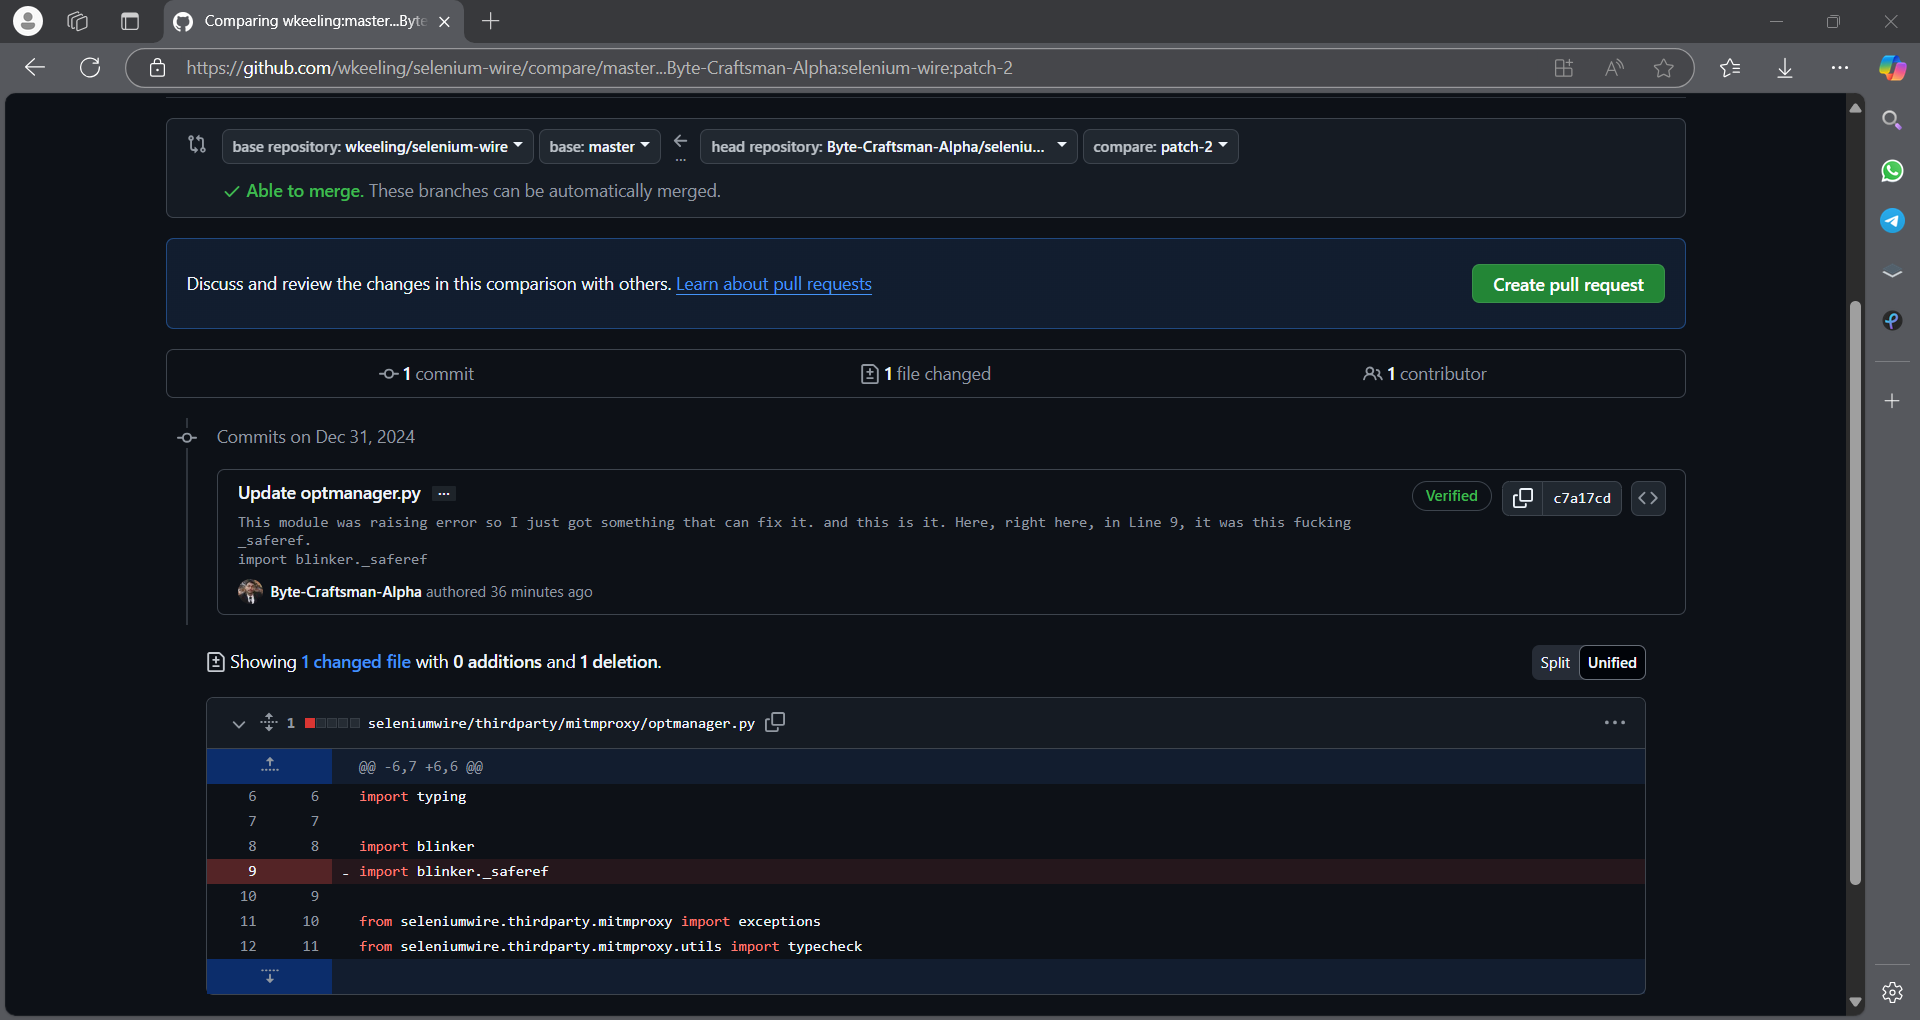 Comparing wkeeling:master...Byte
https://github.com/wkeeling/selenium-wire/compare/master...Byte-Craftsman-Alpha:selenium-wire:patch-2
base repository: wkeeling/selenium-wire base: master ... head repository: Byte-Craftsman-Alpha/seleniu... compare: patch-2
Able to merge. These branches can be automatically merged.
Discuss and review the changes in this comparison with others. Learn about pull requests Create pull request
1 commit 1 file changed 1 contributor
Commits on Dec 31, 2024
Update optmanager.py ... Verified c7a17cd
This module was raising error so I just got something that can fix it. and this is it. Here, right here, in Line 9, it was this fucking
_saferef.
import blinker._saferef
Byte-Craftsman-Alpha authored 36 minutes ago
Showing 1 changed file with 0 additions and 1 deletion. Split Unified
1 seleniumwire/thirdparty/mitmproxy/optmanager.py
@@ -6,7 +6,6 @@
6 6 import typing
7 7
8 8 import blinker
9 - import blinker._saferef
10 9
11 10 from seleniumwire.thirdparty.mitmproxy import exceptions
12 11 from seleniumwire.thirdparty.mitmproxy.utils import typecheck